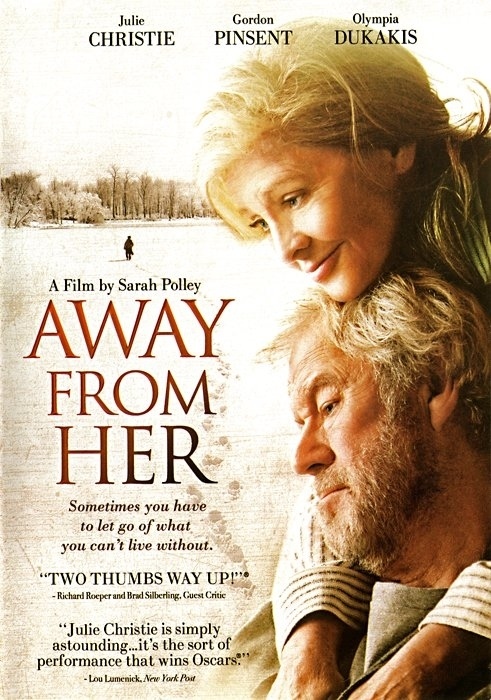 Julie
CHRISTIE
Gordon
PINSENT
Olympia
DUKAKIS
A Film by Sarah Polley
AWAY
FROM
HER
Sometimes you have
to let go of what
you can't live without.
"TWO THUMBS WAY UP!"®
- Richard Roeper and Brad Silberling, Guest Critic
"Julie Christie is simply
astounding...it's the sort of
performance that wins Oscars®."
- Lou Lumenick, New York Post